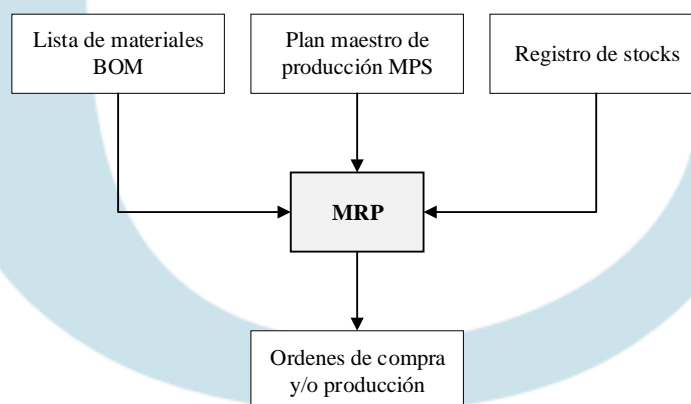 Lista de materiales
BOM
Plan maestro de
producción MPS
Registro de stocks
MRP
Ordenes de compra
y/o producción